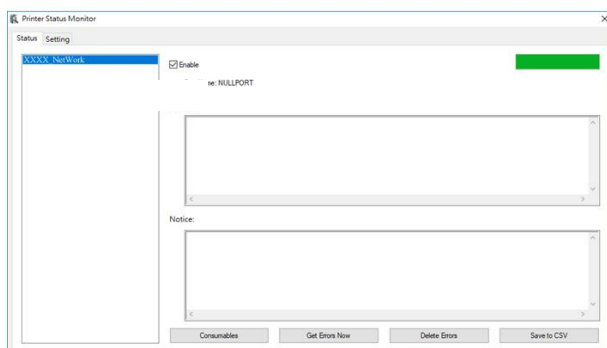 Printer Status Monitor
Status Setting
XXXX_NetWork
Enable
NULLPORT
Notice:
Consumables Get Errors Now Delete Errors Save to CSV